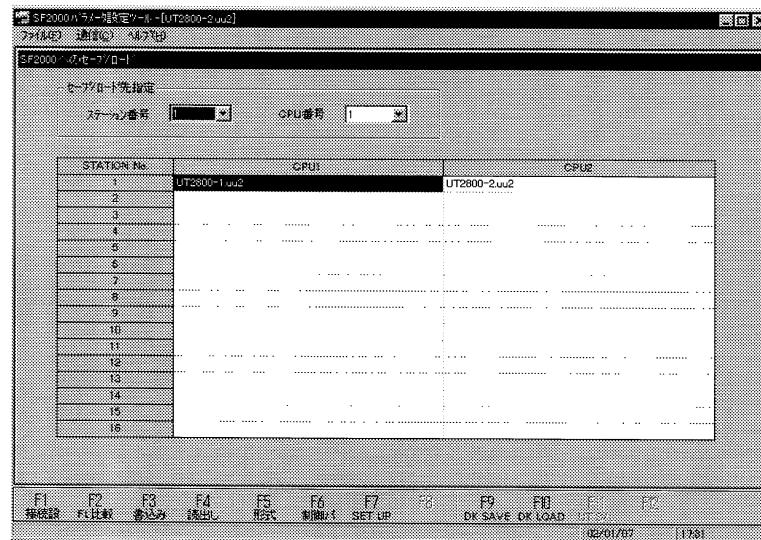 SF2000パラメータ設定ツール - [UT2800-2.uu2]
ファイル(F) 通信(C) ヘルプ(H)
セーブ/ロード先指定
ステーション番号 1 CPU番号 1
STATION No. CPU1 CPU2
1 UT2800-1.uu2 UT2800-2.uu2
2
3
4
5
6
7
8
9
10
11
12
13
14
15
16
F1 F2 F3 F4 F5 F6 F7 F8 F9 F10 F12
接続設 FL比較 書込み 読出し 形式 制御パ SET UP DK SAVE DK LOAD
02/01/07 17:31